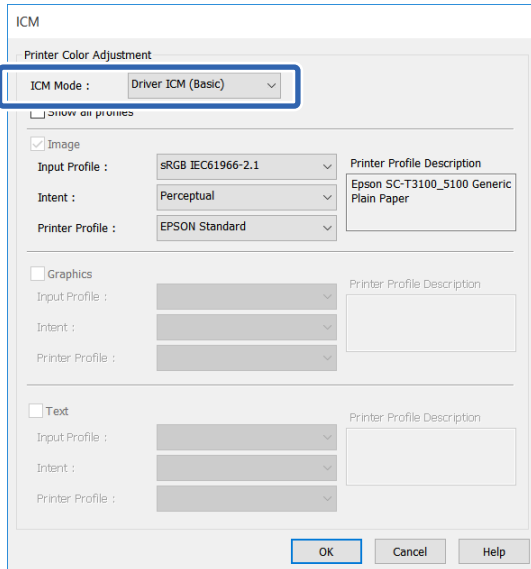 ICM
Printer Color Adjustment
ICM Mode : Driver ICM (Basic)
Show all profiles
Image
Input Profile : sRGB IEC61966-2.1 Printer Profile Description
Intent : Perceptual Epson SC-T3100_5100 Generic
Plain Paper
Printer Profile : EPSON Standard
Graphics
Input Profile : Printer Profile Description
Intent :
Printer Profile :
Text
Input Profile : Printer Profile Description
Intent :
Printer Profile :
OK Cancel Help